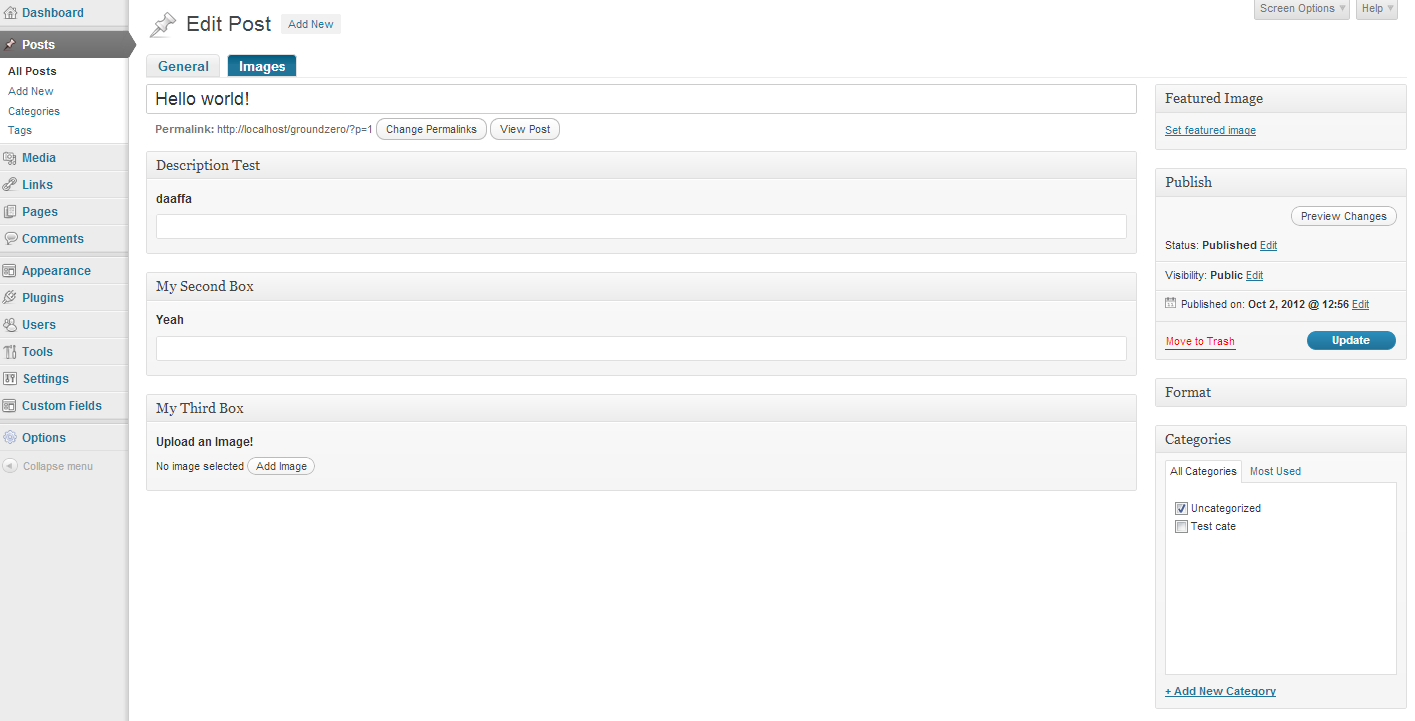 Dashboard
Posts
All Posts
Add New
Categories
Tags
Media
Links
Pages
Comments
Appearance
Plugins
Users
Tools
Settings
Custom Fields
Options
Collapse menu
Screen Options
Help
Edit Post
Add New
General
Images
Hello world!
Permalink: http://localhost/groundzero/?p=1 Change Permalinks View Post
Description Test
daaffa
My Second Box
Yeah
My Third Box
Upload an Image!
No image selected Add Image
Featured Image
Set featured image
Publish
Preview Changes
Status: Published Edit
Visibility: Public Edit
Published on: Oct 2, 2012 @ 12:56 Edit
Move to Trash
Update
Format
Categories
All Categories Most Used
Uncategorized
Test cate
+ Add New Category